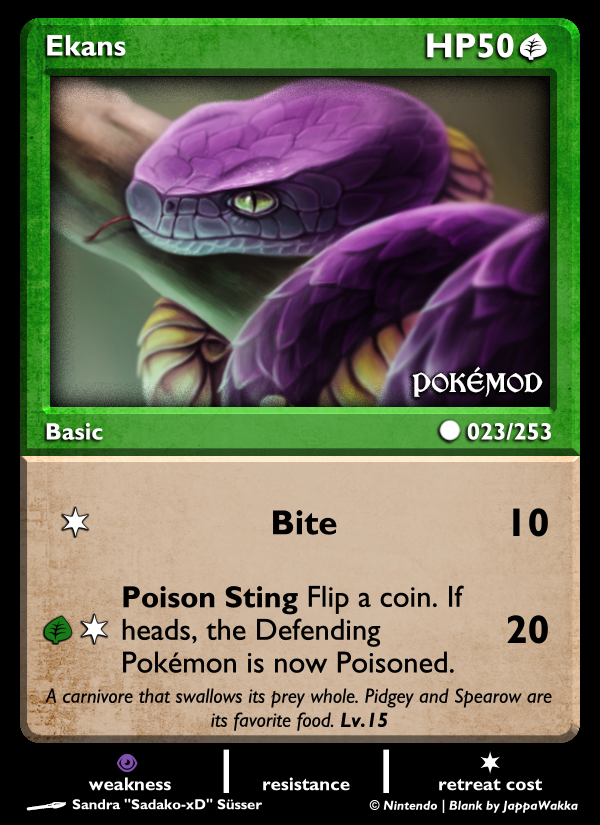 Ekans HP50
POKÉMOD
Basic 023/253
Bite 10
Poison Sting Flip a coin. If
heads, the Defending 20
Pokémon is now Poisoned.
A carnivore that swallows its prey whole. Pidgey and Spearow are
its favorite food. Lv.15
weakness resistance retreat cost
Sandra "Sadako-xD" Süsser © Nintendo | Blank by JappaWakka